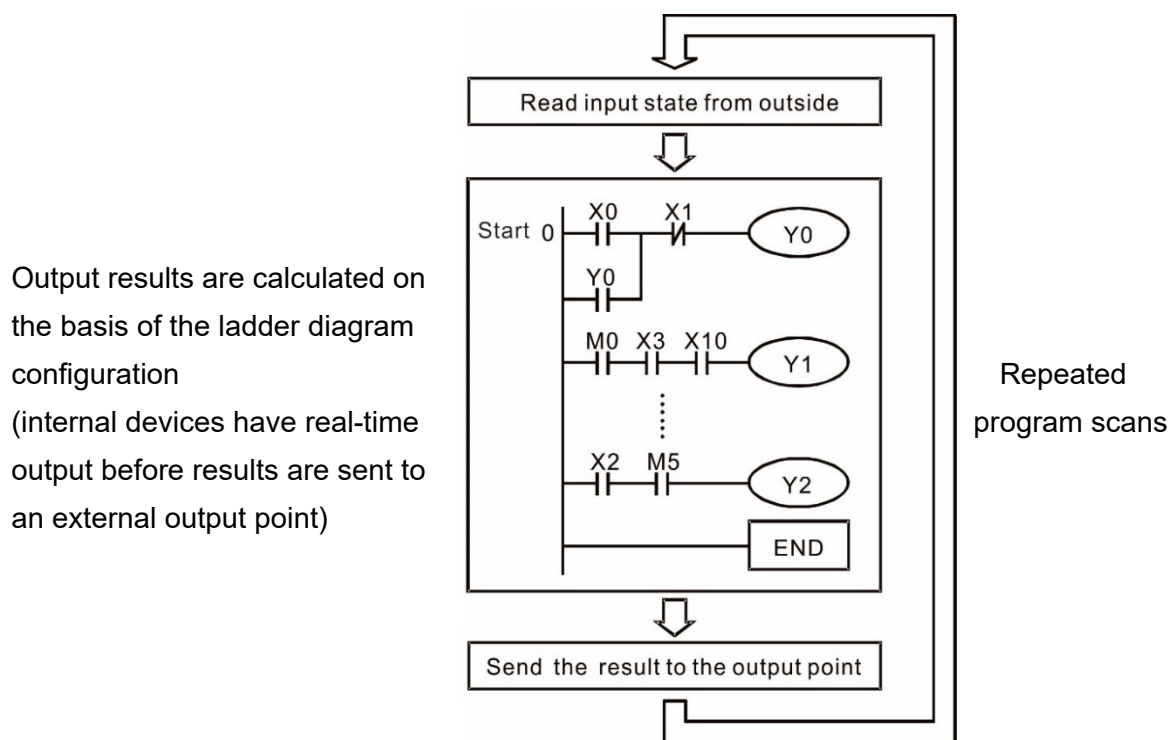 Read input state from outside
X0 X1
Start 0
Y0
Y0
M0 X3 X10
Y1
X2 M5
Y2
END
Send the result to the output point
Output results are calculated on
the basis of the ladder diagram
configuration
(internal devices have real-time
output before results are sent to
an external output point)
Repeated
program scans